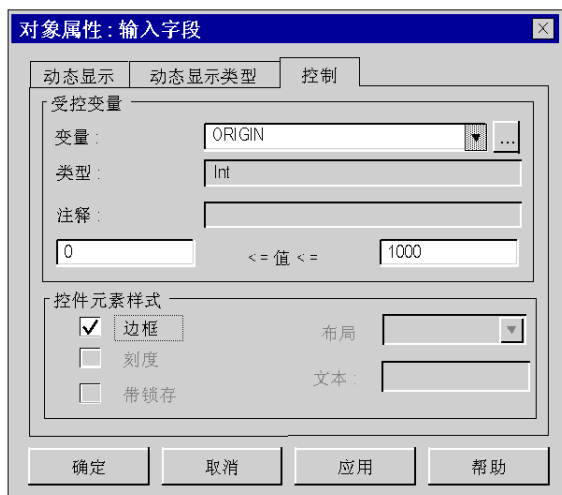 对象属性 : 输入字段
动态显示 动态显示类型 控制
受控变量
变量 : ORIGIN ...
类型 : Int
注释 :
0 <= 值 <= 1000
控件元素样式
边框 布局
刻度
文本 :
带锁存
确定 取消 应用 帮助